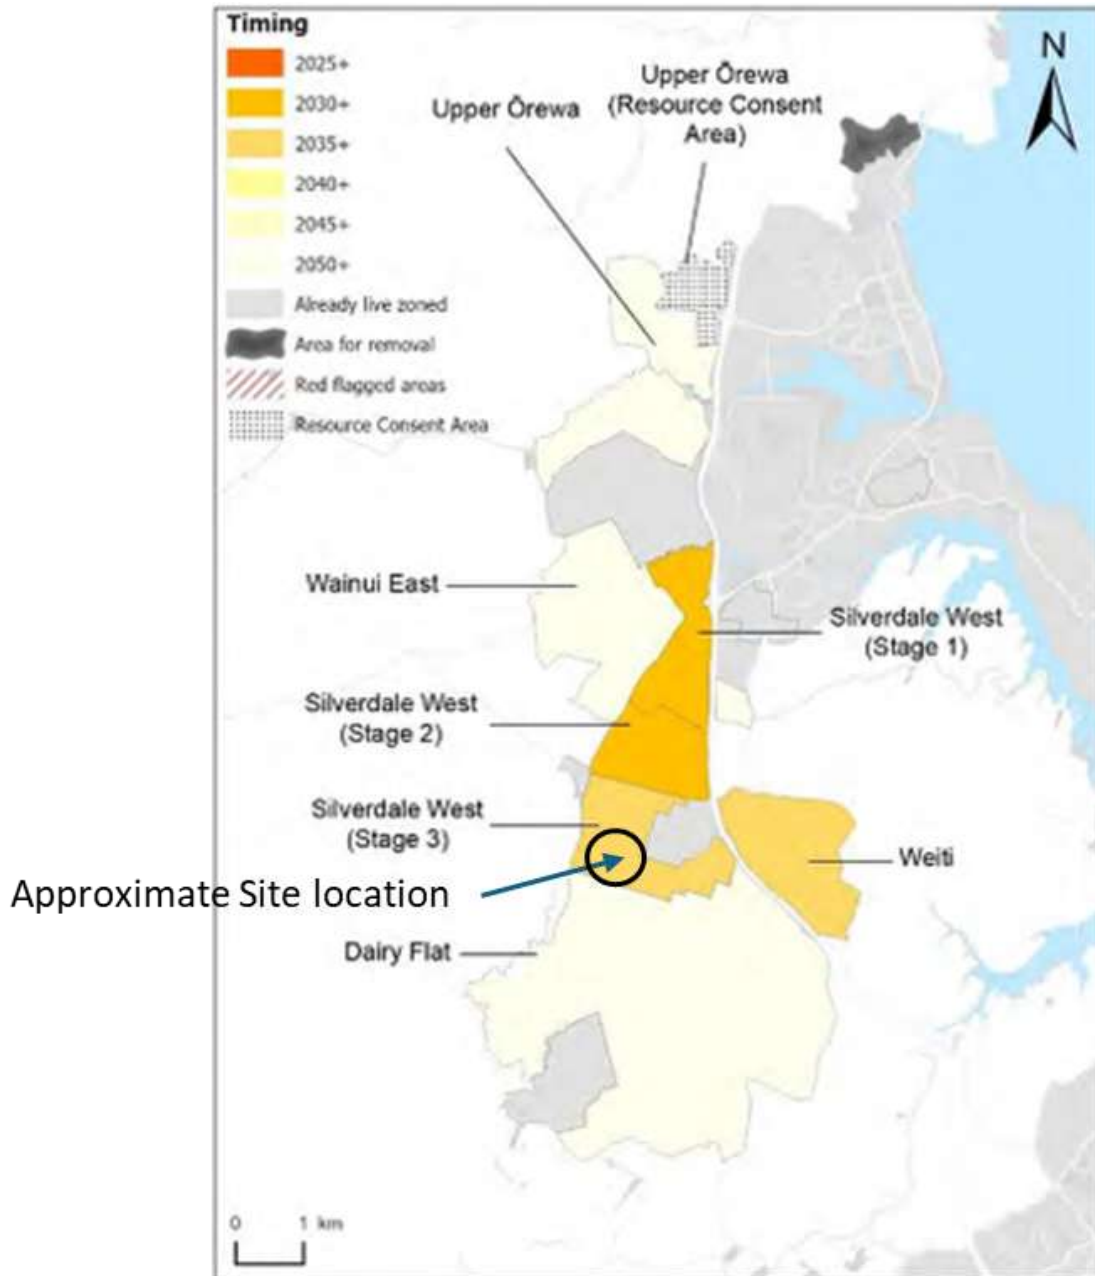 Timing
2025+
2030+
2035+
2040+
2045+
2050+
Already live zoned
Area for removal
Red flagged areas
Resource Consent Area
N
Upper Ōrewa
Upper Ōrewa
(Resource Consent
Area)
Wainui East
Silverdale West
(Stage 1)
Silverdale West
(Stage 2)
Silverdale West
(Stage 3)
Weiti
Approximate Site location
Dairy Flat
0 1 km